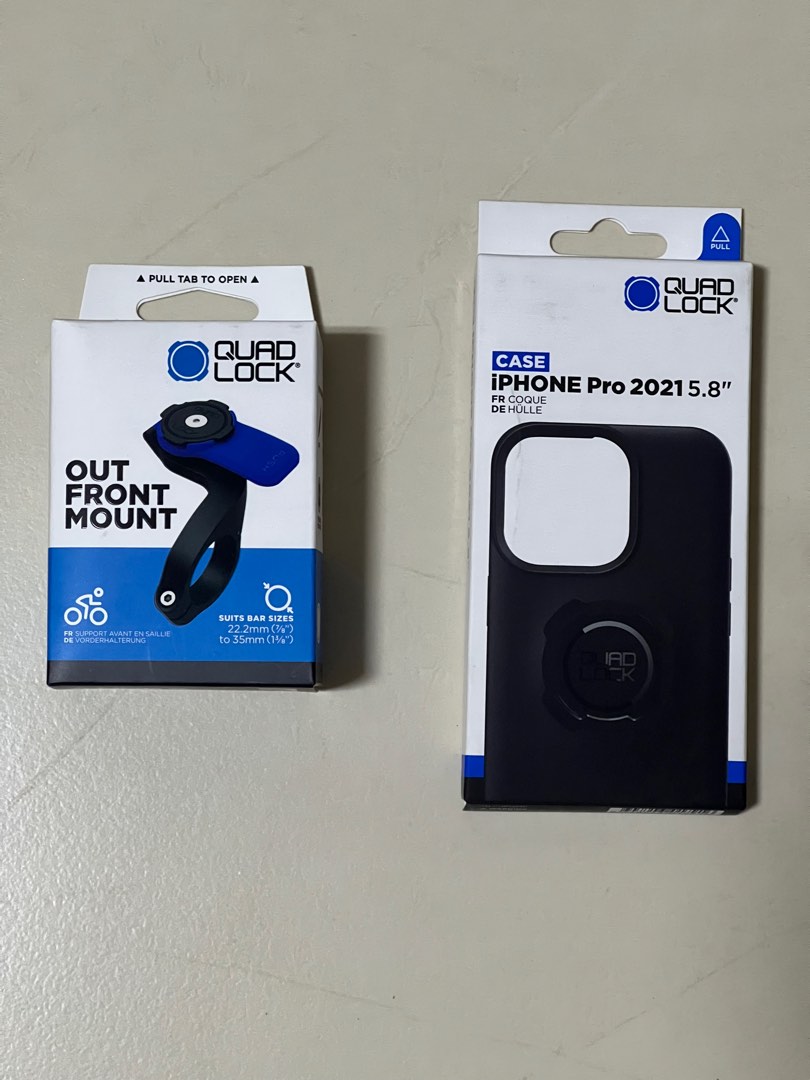 ▲ PULL TAB TO OPEN ▲
QUAD
LOCK®
PUSH
OUT
FRONT
MOUNT
SUITS BAR SIZES
22.2mm (⅞")
to 35mm (1⅜")
FR SUPPORT AVANT EN SAILLIE
DE VORDERHALTERUNG
PULL
QUAD
LOCK®
CASE
iPHONE Pro 2021 5.8"
FR COQUE
DE HÜLLE
QUAD
LOCK